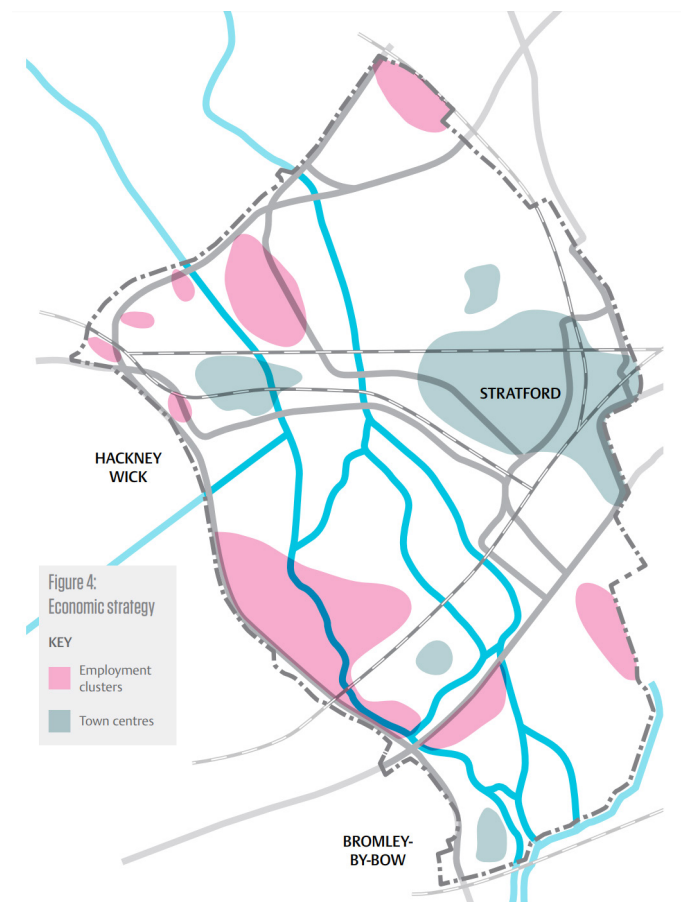 STRATFORD
HACKNEY
WICK
Figure 4:
Economic strategy
KEY
Employment
clusters
Town centres
BROMLEY-
BY-BOW